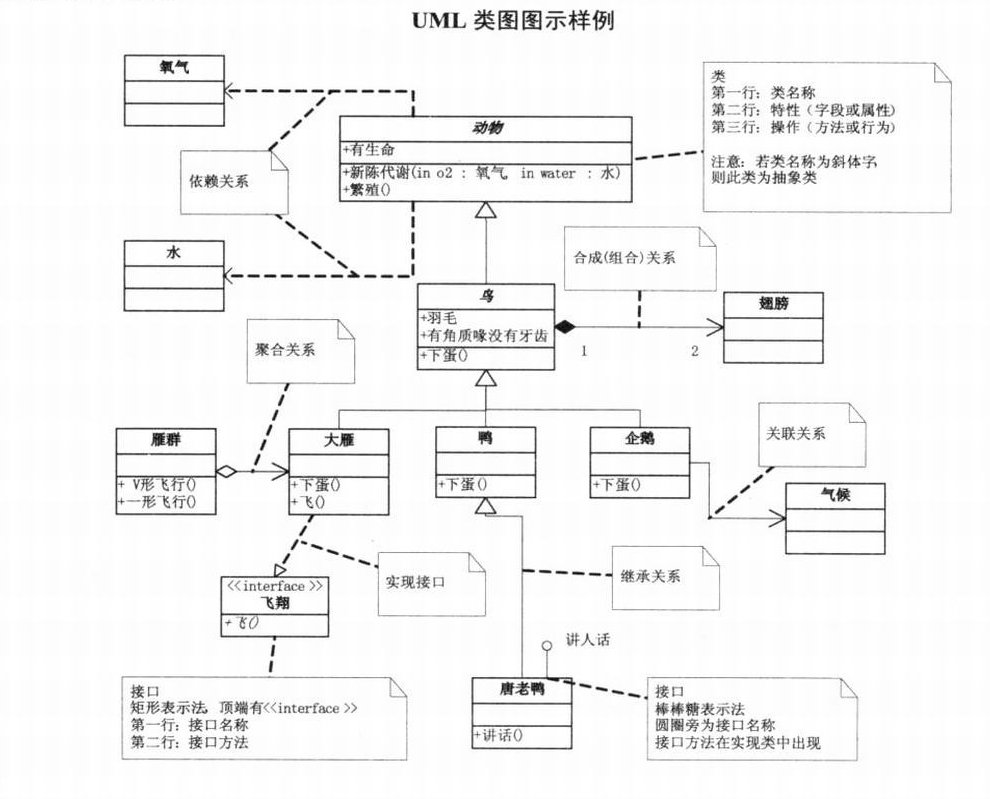 UML 类图图示样例
氧气
类
第一行：类名称
第二行：特性（字段或属性）
第三行：操作（方法或行为）
注意：若类名称为斜体字
则此类为抽象类
动物
+有生命
+新陈代谢(in o2 : 氧气, in water : 水)
+繁殖()
依赖关系
水
合成(组合)关系
鸟
+羽毛
+有角质喙没有牙齿
+下蛋()
翅膀
1
2
聚合关系
关联关系
雁群
+ V形飞行()
+一形飞行()
大雁
+下蛋()
+飞()
鸭
+下蛋()
企鹅
+下蛋()
气候
实现接口
继承关系
<<interface>>
飞翔
+飞()
讲人话
接口
矩形表示法, 顶端有<<interface>>
第一行：接口名称
第二行：接口方法
唐老鸭
+讲话()
接口
棒棒糖表示法
圆圈旁为接口名称
接口方法在实现类中出现